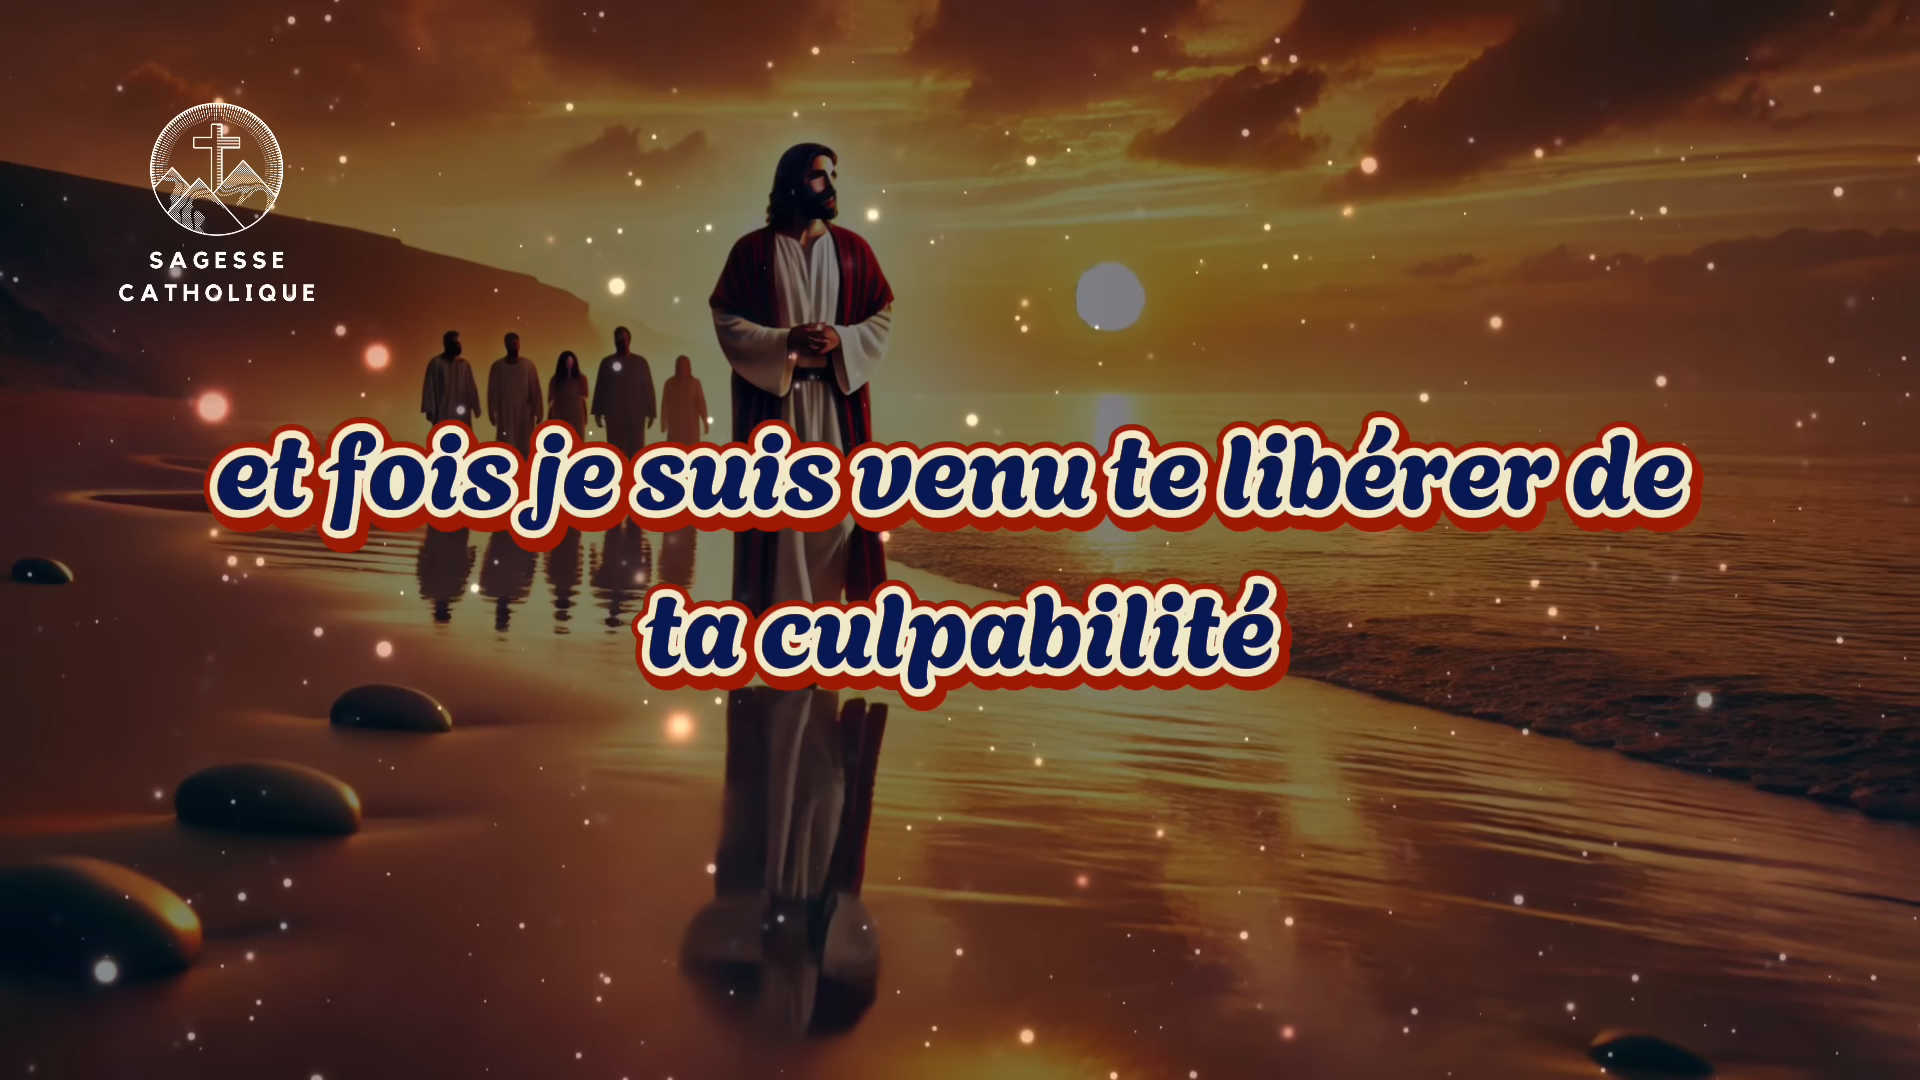 SAGESSE
CATHOLIQUE
et fois je suis venu te libérer de
ta culpabilité